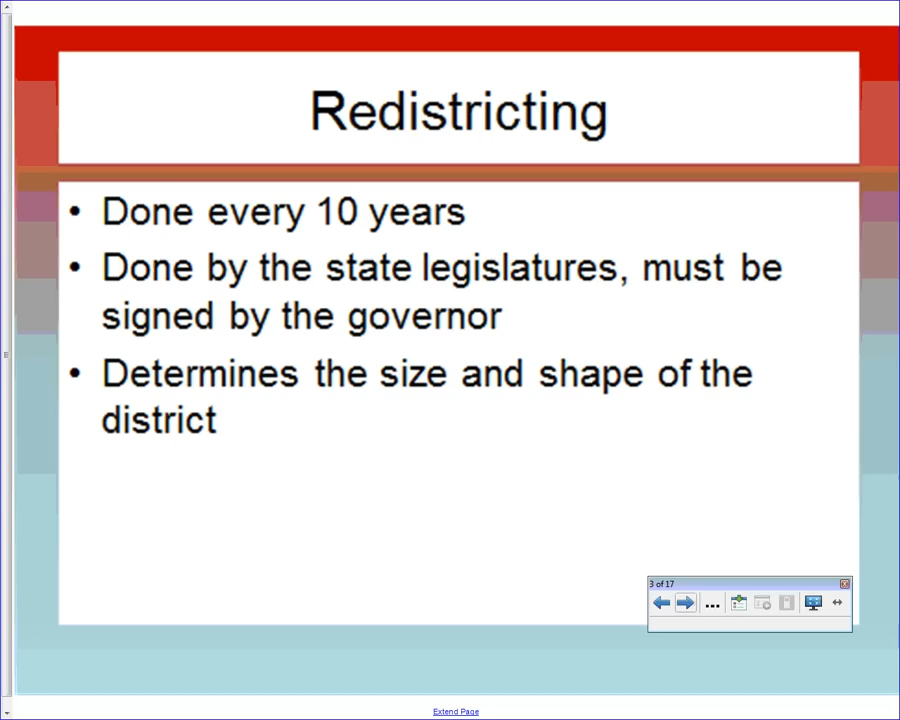 Redistricting
• Done every 10 years
• Done by the state legislatures, must be
signed by the governor
• Determines the size and shape of the
district
3 of 17
...
Extend Page